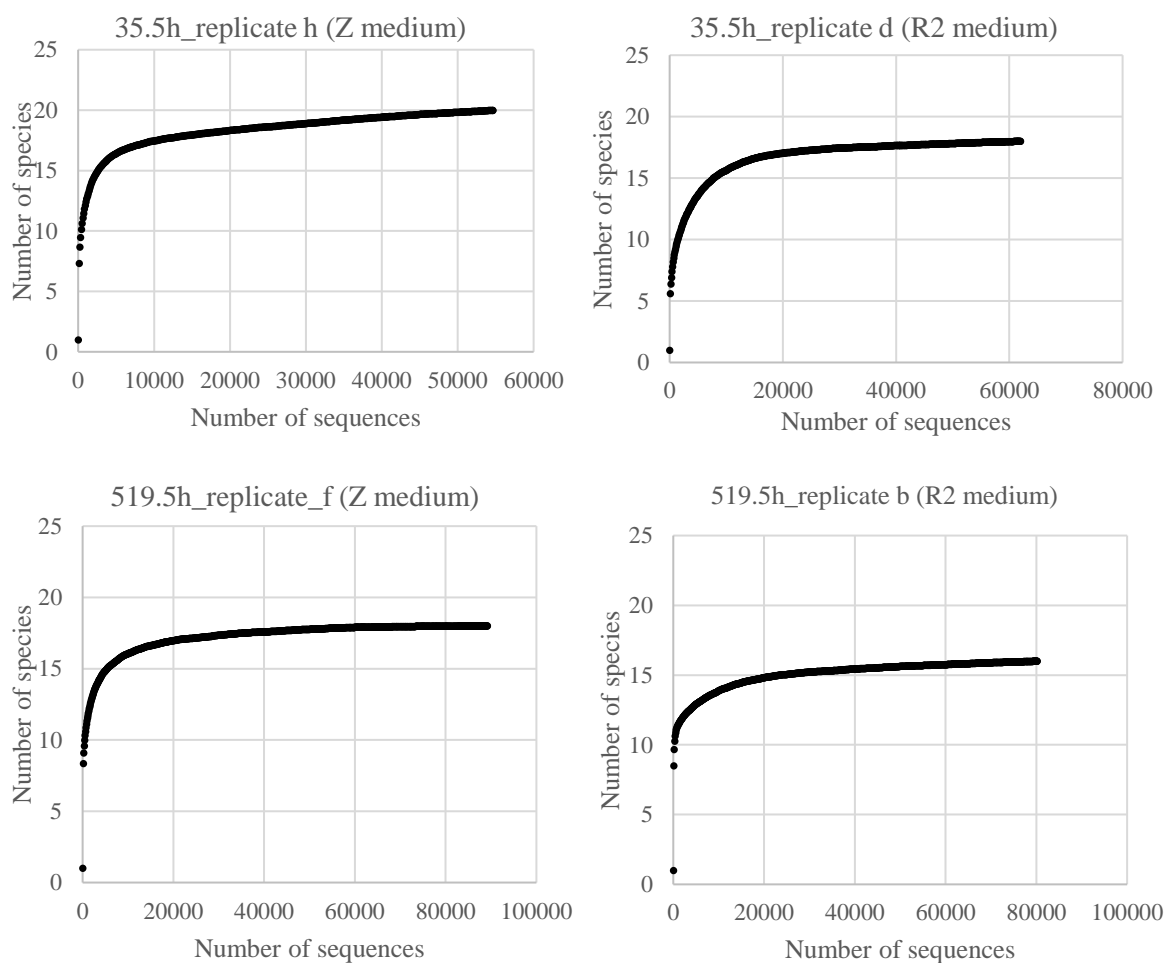 35.5h_replicate h (Z medium)
25
20
15
10
5
0
Number of species
0 10000 20000 30000 40000 50000 60000
Number of sequences
35.5h_replicate d (R2 medium)
25
20
15
10
5
0
Number of species
0 20000 40000 60000 80000
Number of sequences
519.5h_replicate_f (Z medium)
25
20
15
10
5
0
Number of species
0 20000 40000 60000 80000 100000
Number of sequences
519.5h_replicate b (R2 medium)
25
20
15
10
5
0
Number of species
0 20000 40000 60000 80000 100000
Number of sequences